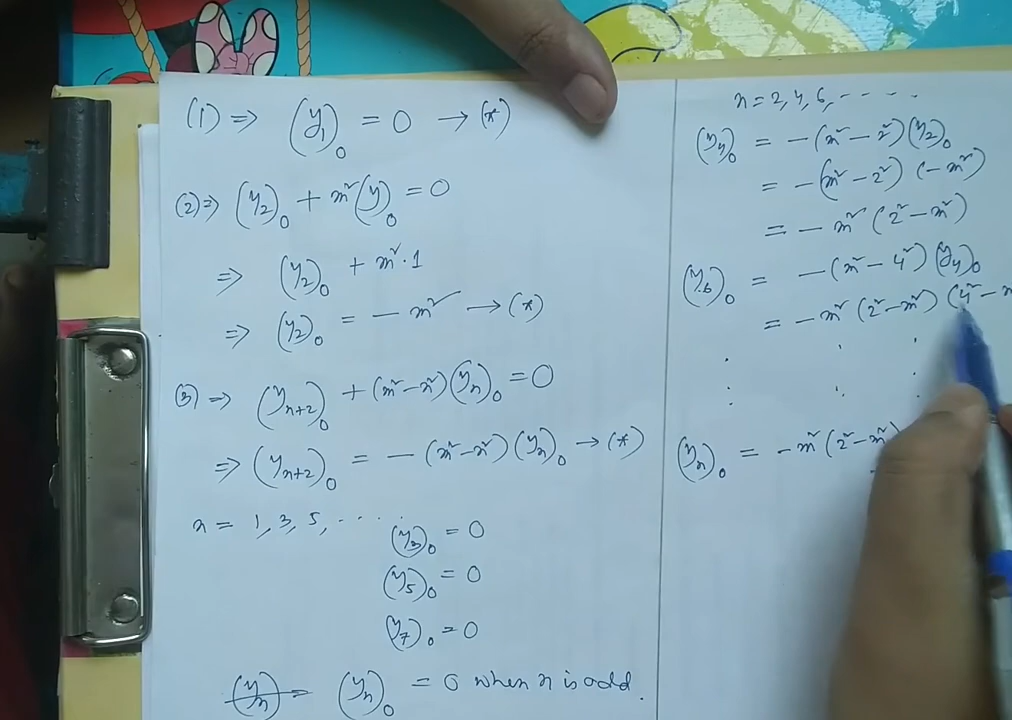 (1) ⇒ (y₁)₀ = 0 → (*)
(2) ⇒ (y₂)₀ + m²(y)₀ = 0
⇒ (y₂)₀ + m²·1
⇒ (y₂)₀ = − m² → (*)
(3) ⇒ (yₙ₊₂)₀ + (m²−n²)(yₙ)₀ = 0
⇒ (yₙ₊₂)₀ = − (m²−n²)(yₙ)₀ → (*)
n = 1, 3, 5, ....
(y₃)₀ = 0
(y₅)₀ = 0
(y₇)₀ = 0
(yₙ)₀ = 0 when n is odd.
n = 2, 4, 6, ....
(y₄)₀ = −(m² − 2²)(y₂)₀
= −(m² − 2²) (−m²)
= − m² (2² − m²)
(y₆)₀ = −(m² − 4²)(y₄)₀
= − m² (2² − m²) (4² −
(yₙ)₀ = − m² (2² − m²)